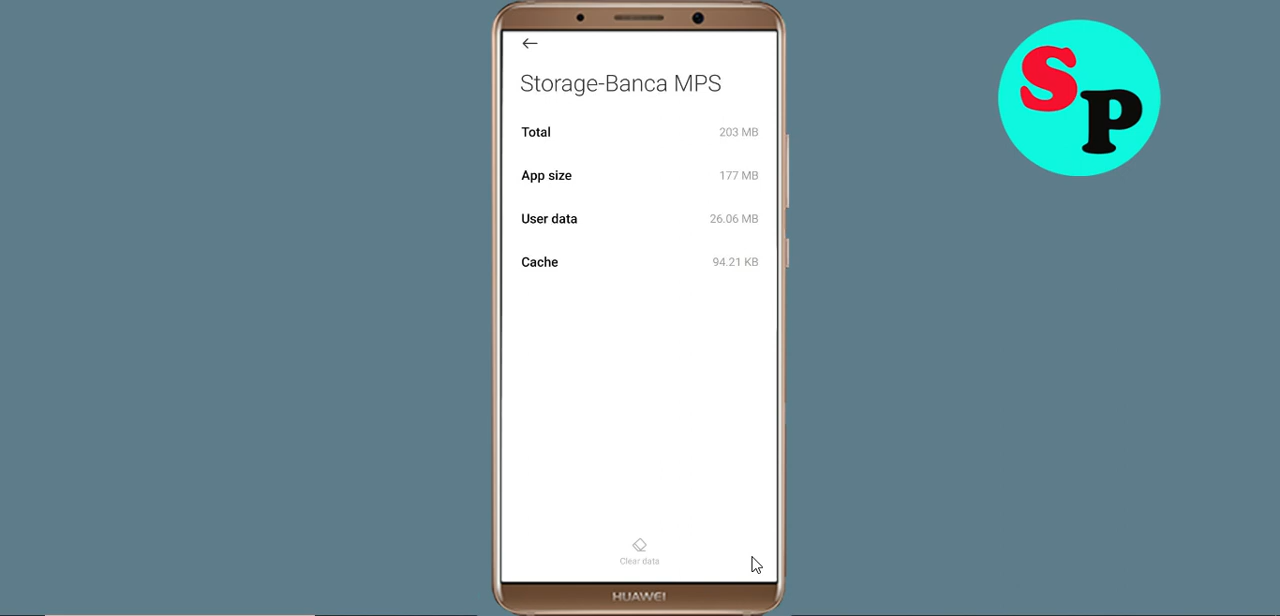 Storage-Banca MPS
Total 203 MB
App size 177 MB
User data 26.06 MB
Cache 94.21 KB
Clear data
HUAWEI
SP